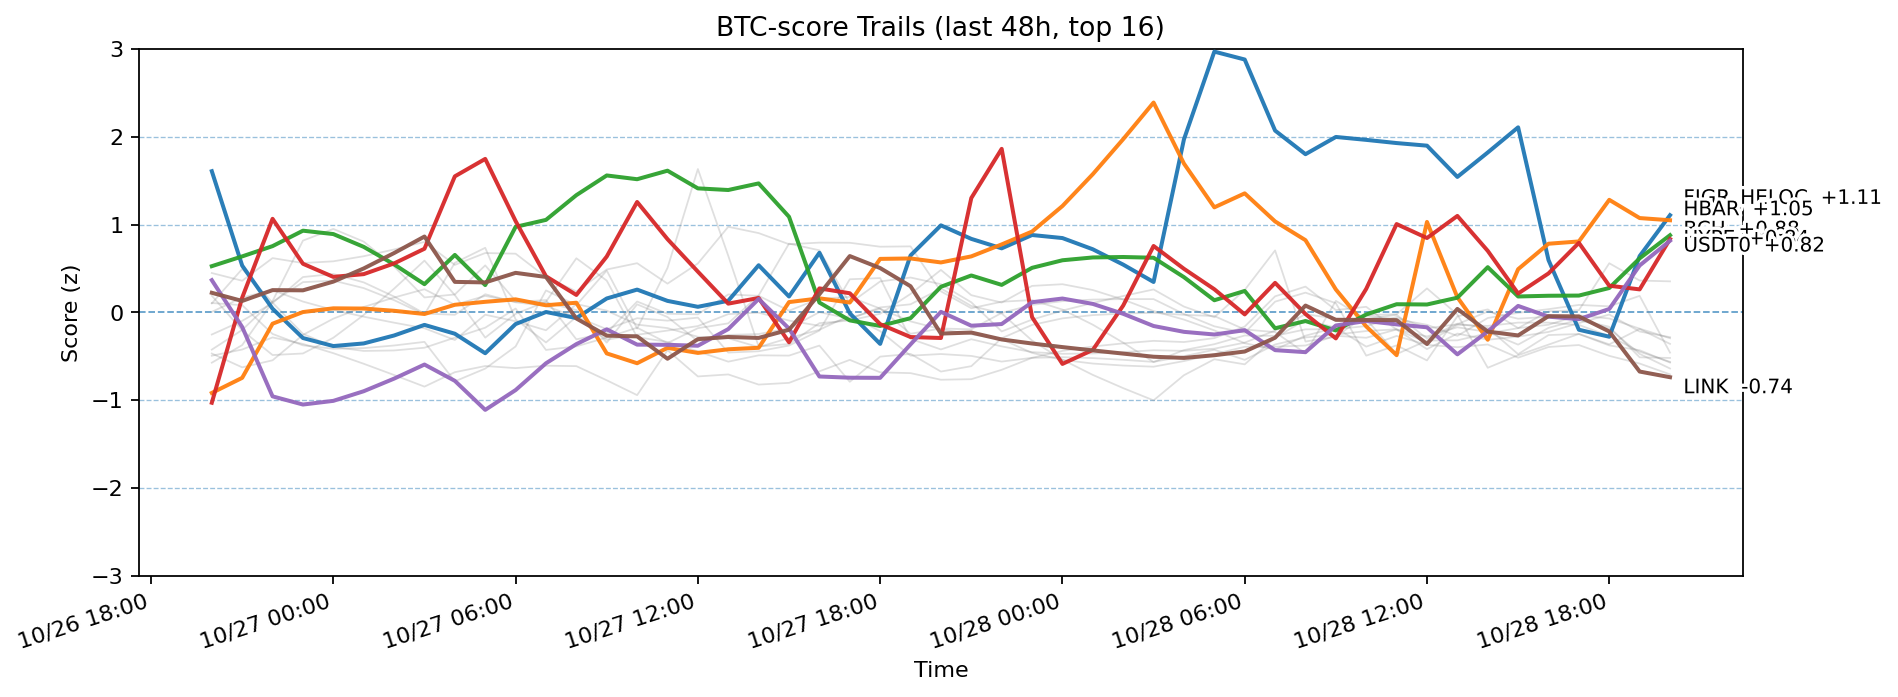 BTC-score Trails (last 48h, top 16)
Score (z)
3
2
1
0
−1
−2
−3
+1.11
HBAR +1.05
USDT0 +0.82
LINK -0.74
10/26 18:00
10/27 00:00
10/27 06:00
10/27 12:00
10/27 18:00
10/28 00:00
10/28 06:00
10/28 12:00
10/28 18:00
Time